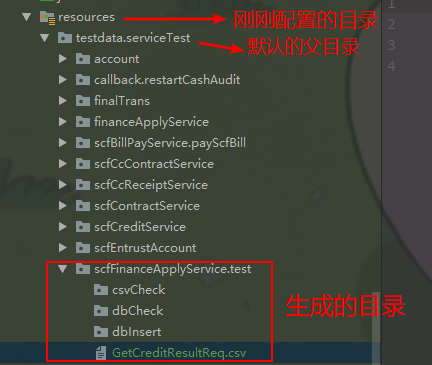 resources
刚刚配置的目录
testdata.serviceTest
默认的父目录
account
callback.restartCashAudit
finalTrans
financeApplyService
scfBillPayService.payScfBill
scfCcContractService
scfCcReceiptService
scfContractService
scfCreditService
scfEntrustAccount
scfFinanceApplyService.test
csvCheck
dbCheck
dbInsert
GetCreditResultReq.csv
生成的目录
1
2
3
4